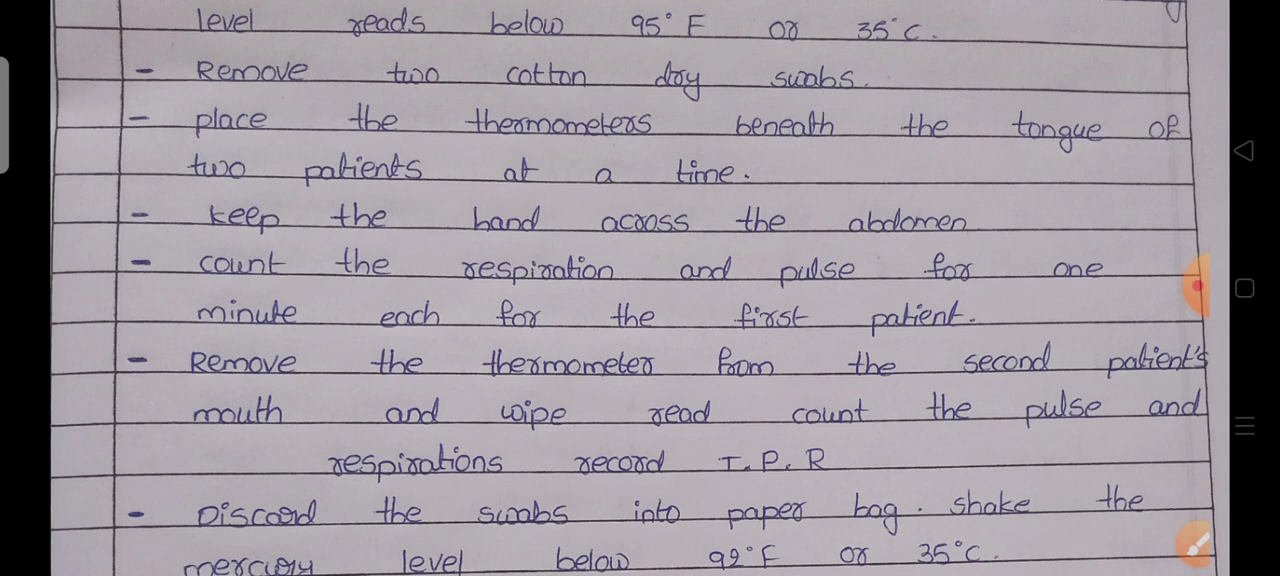 level reads below 95° F or 35°C.
- Remove two cotton dry swabs.
- place the thermometers beneath the tongue of
two patients at a time.
- keep the hand across the abdomen
- count the respiration and pulse for one
minute each for the first patient.
- Remove the thermometer from the second patient's
mouth and wipe read count the pulse and
respirations record T.P.R
- Discard the swabs into paper bag. shake the
mercury level below 92°F or 35°C.